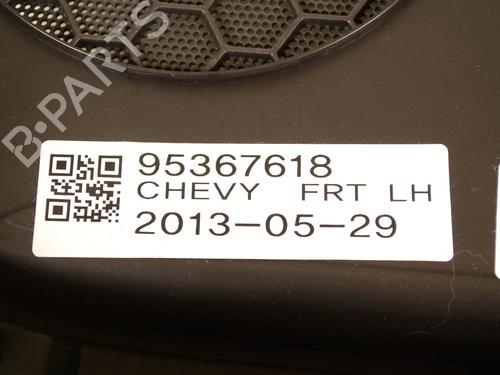 B-PARTS
95367618
CHEVY FRT LH
2013-05-29